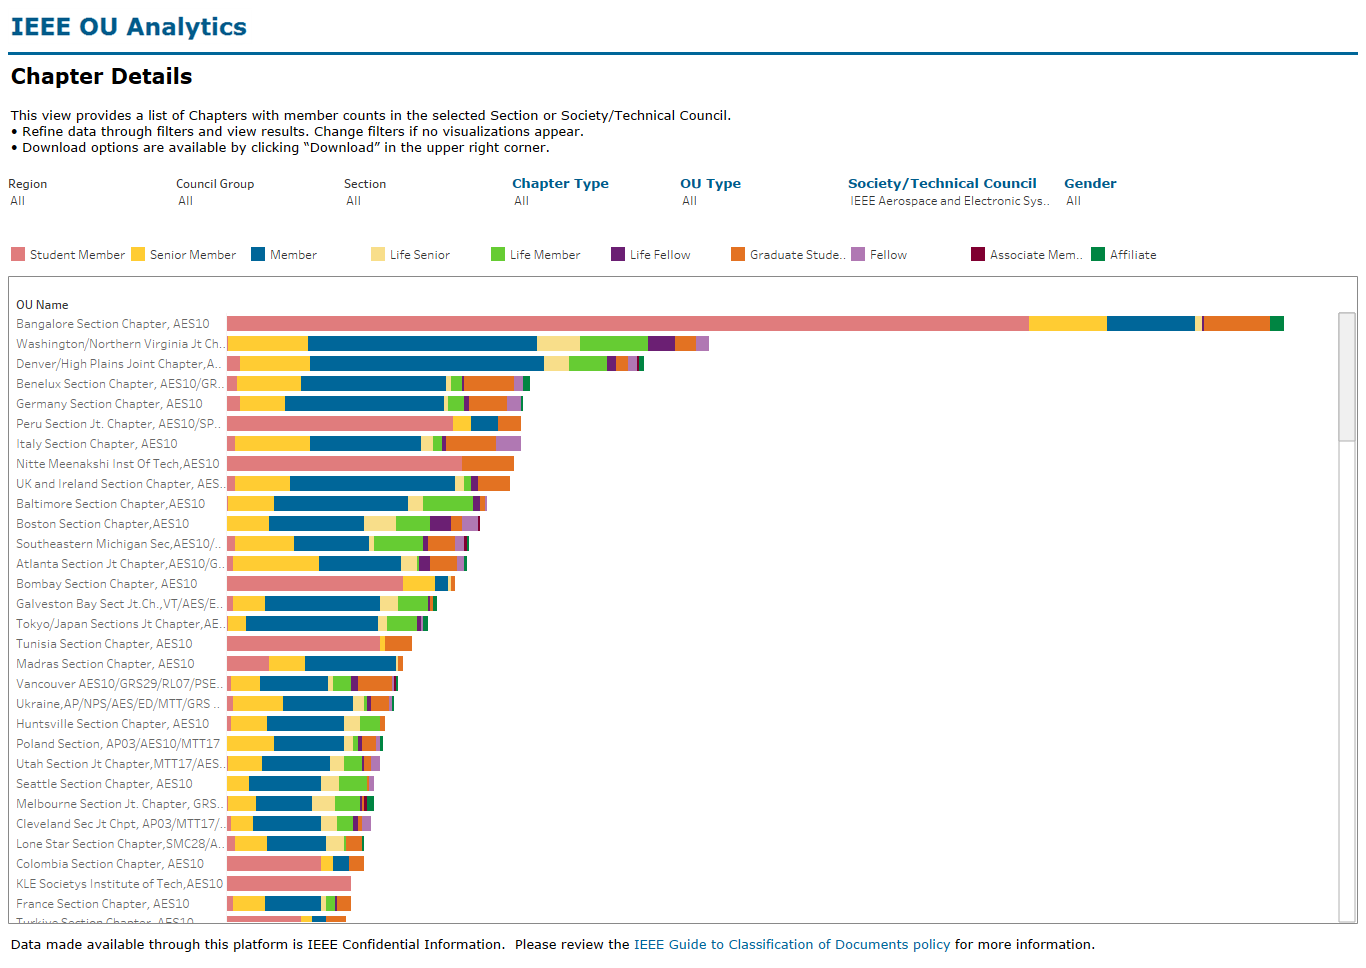 IEEE OU Analytics
Chapter Details
This view provides a list of Chapters with member counts in the selected Section or Society/Technical Council.
• Refine data through filters and view results. Change filters if no visualizations appear.
• Download options are available by clicking “Download” in the upper right corner.
Region Council Group Section Chapter Type OU Type Society/Technical Council Gender
All All All All All IEEE Aerospace and Electronic Sys.. All
Student Member Senior Member Member Life Senior Life Member Life Fellow Graduate Stude.. Fellow Associate Mem.. Affiliate
OU Name
Bangalore Section Chapter, AES10
Washington/Northern Virginia Jt Ch..
Denver/High Plains Joint Chapter,A..
Benelux Section Chapter, AES10/GR..
Germany Section Chapter, AES10
Peru Section Jt. Chapter, AES10/SP..
Italy Section Chapter, AES10
Nitte Meenakshi Inst Of Tech,AES10
UK and Ireland Section Chapter, AES..
Baltimore Section Chapter,AES10
Boston Section Chapter,AES10
Southeastern Michigan Sec,AES10/..
Atlanta Section Jt Chapter,AES10/G..
Bombay Section Chapter, AES10
Galveston Bay Sect Jt.Ch.,VT/AES/E..
Tokyo/Japan Sections Jt Chapter,AE..
Tunisia Section Chapter, AES10
Madras Section Chapter, AES10
Vancouver AES10/GRS29/RL07/PSE..
Ukraine,AP/NPS/AES/ED/MTT/GRS ..
Huntsville Section Chapter, AES10
Poland Section, AP03/AES10/MTT17
Utah Section Jt Chapter,MTT17/AES..
Seattle Section Chapter, AES10
Melbourne Section Jt. Chapter, GRS..
Cleveland Sec Jt Chpt, AP03/MTT17/..
Lone Star Section Chapter,SMC28/A..
Colombia Section Chapter, AES10
KLE Societys Institute of Tech,AES10
France Section Chapter, AES10
Turkiye Section Chapter, AES10
Data made available through this platform is IEEE Confidential Information.  Please review the IEEE Guide to Classification of Documents policy for more information.